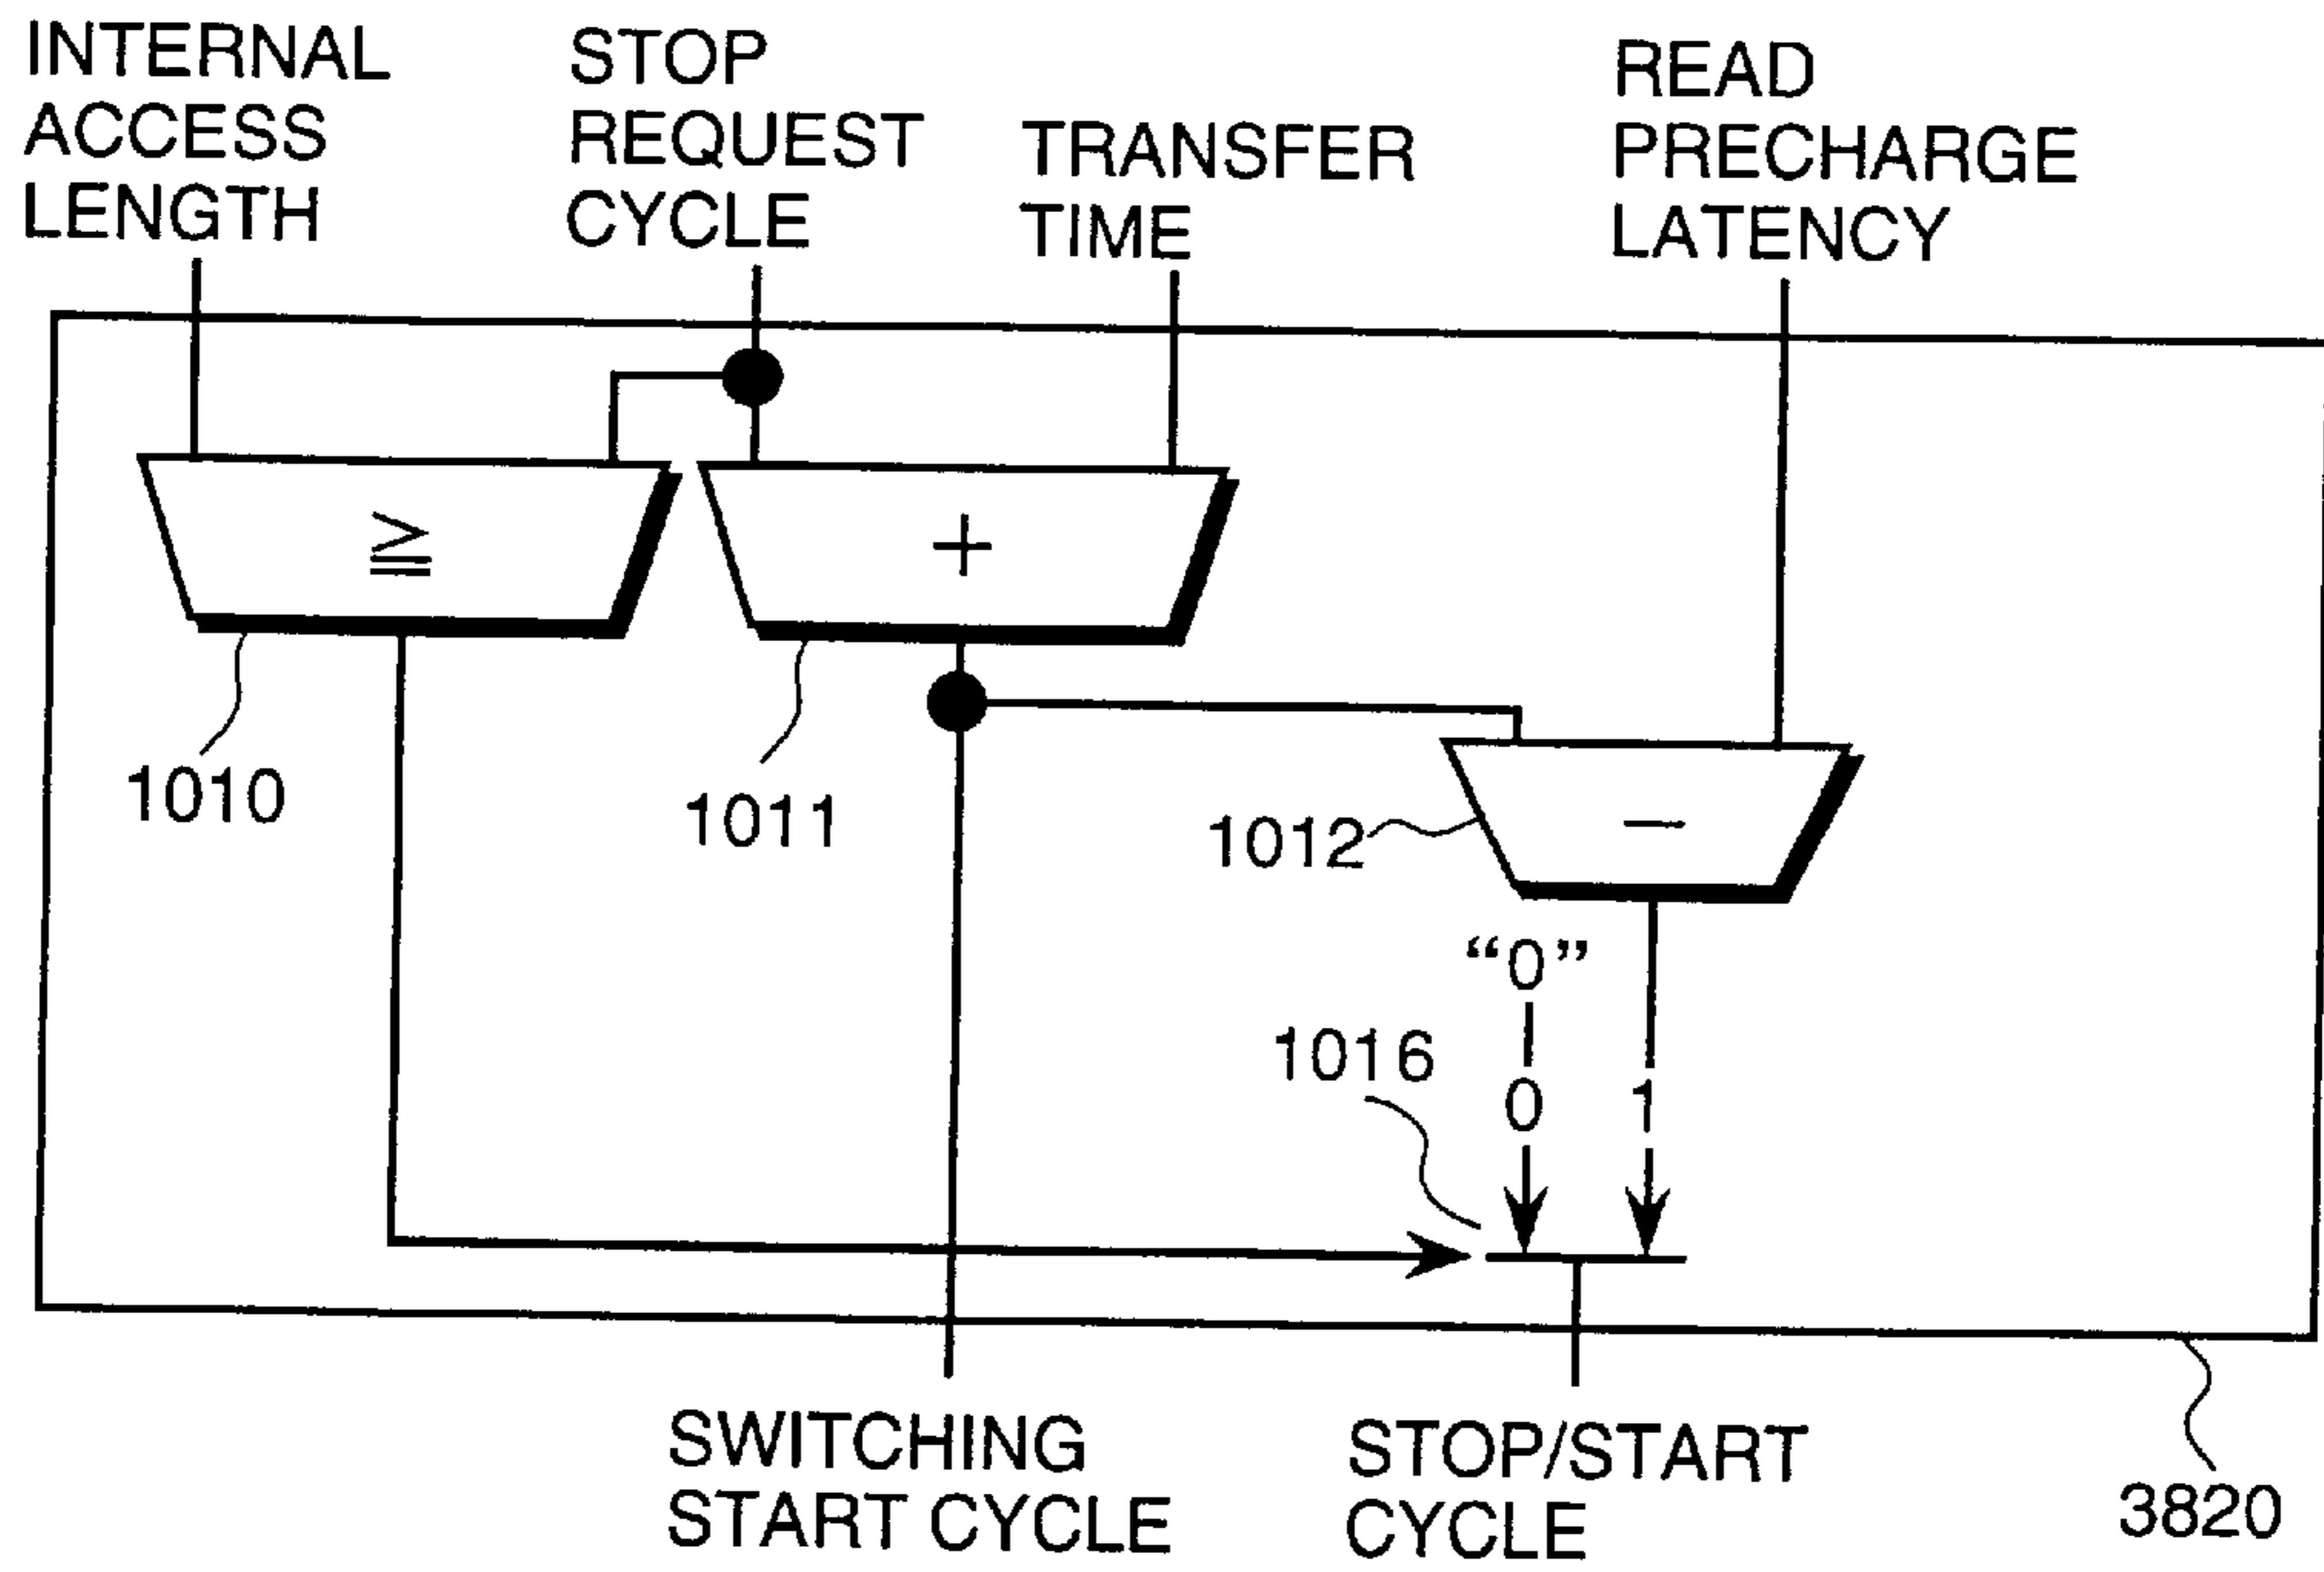 INTERNAL
ACCESS
LENGTH
STOP
REQUEST
CYCLE
TRANSFER
TIME
READ
PRECHARGE
LATENCY
≧
+
1010
1011
1012
−
“0”
1016
0
1
SWITCHING
START CYCLE
STOP/START
CYCLE
3820